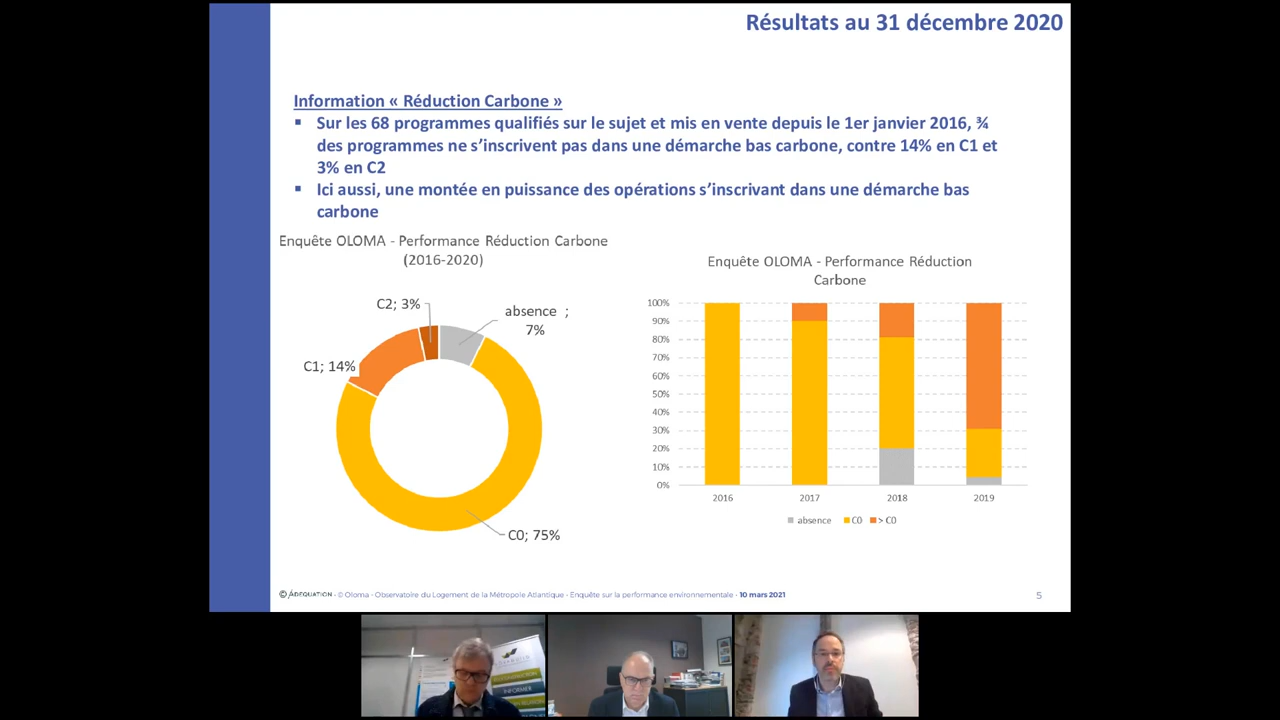 Résultats au 31 décembre 2020
Information « Réduction Carbone »
▪ Sur les 68 programmes qualifiés sur le sujet et mis en vente depuis le 1er janvier 2016, ¾
des programmes ne s’inscrivent pas dans une démarche bas carbone, contre 14% en C1 et
3% en C2
▪ Ici aussi, une montée en puissance des opérations s’inscrivant dans une démarche bas
carbone
Enquête OLOMA - Performance Réduction Carbone
(2016-2020)
C2; 3%
absence ;
7%
C1; 14%
C0; 75%
Enquête OLOMA - Performance Réduction
Carbone
100%
90%
80%
70%
60%
50%
40%
30%
20%
10%
0%
2016 2017 2018 2019
absence C0 > C0
© ADEQUATION - © Oloma - Observatoire du Logement de la Métropole Atlantique - Enquête sur la performance environnementale - 10 mars 2021
5
INFORMER